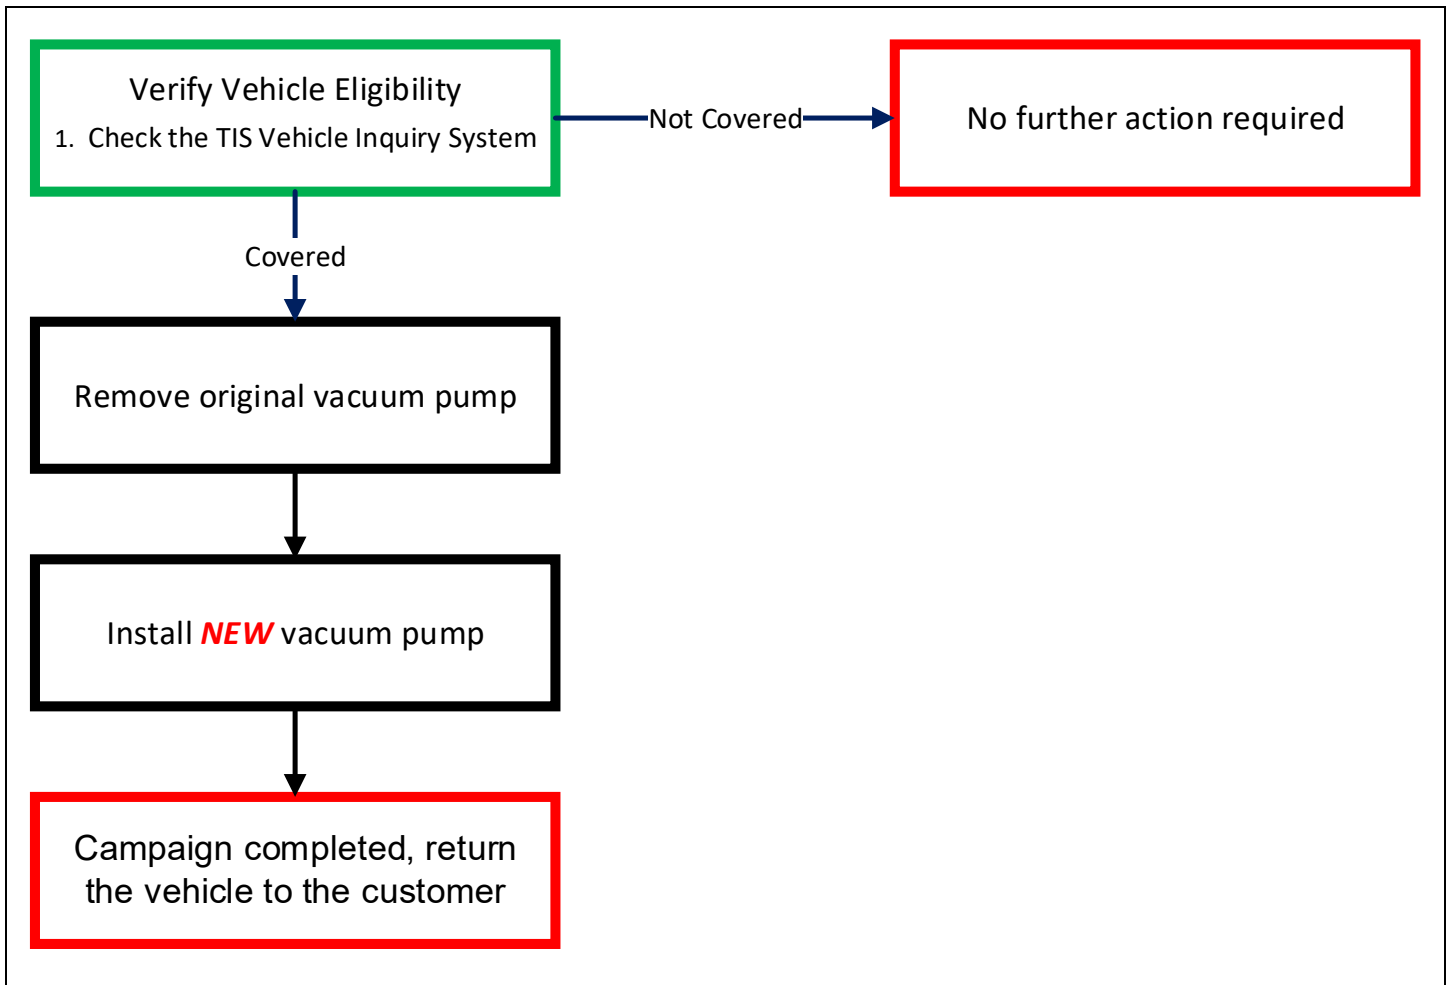 Verify Vehicle Eligibility
1. Check the TIS Vehicle Inquiry System
Not Covered
No further action required
Covered
Remove original vacuum pump
Install NEW vacuum pump
Campaign completed, return
the vehicle to the customer